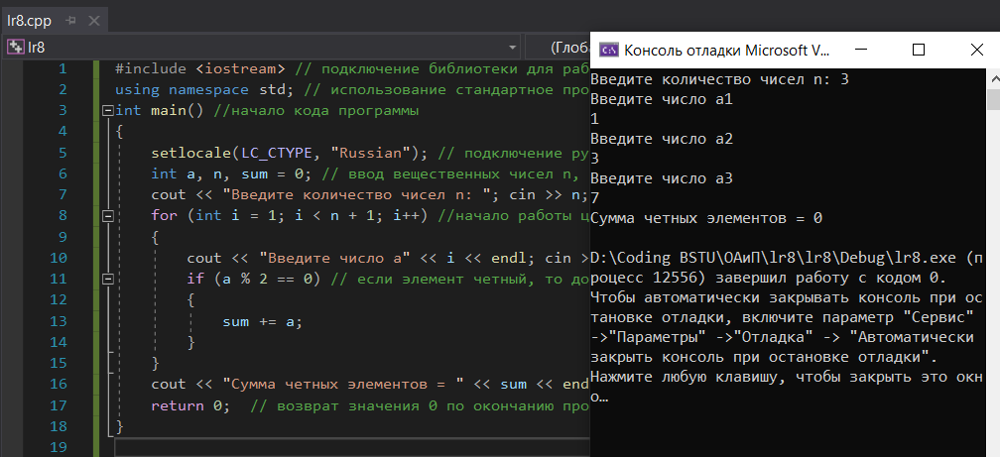 lr8.cpp
lr8
(Глоба
1 #include <iostream> // подключение библиотеки для раб
2 using namespace std; // использование стандартное про
3 int main() //начало кода программы
4 {
5 setlocale(LC_CTYPE, "Russian"); // подключение ру
6 int a, n, sum = 0; // ввод вещественных чисел n,
7 cout << "Введите количество чисел n: "; cin >> n;
8 for (int i = 1; i < n + 1; i++) //начало работы ц
9 {
10 cout << "Введите число a" << i << endl; cin >
11 if (a % 2 == 0) // если элемент четный, то до
12 {
13 sum += a;
14 }
15 }
16 cout << "Сумма четных элементов = " << sum << end
17 return 0; // возврат значения 0 по окончанию про
18 }
19
C:\ Консоль отладки Microsoft V...
Введите количество чисел n: 3
Введите число a1
1
Введите число a2
3
Введите число a3
7
Сумма четных элементов = 0
D:\Coding BSTU\ОАиП\lr8\lr8\Debug\lr8.exe (п
роцесс 12556) завершил работу с кодом 0.
Чтобы автоматически закрывать консоль при ос
тановке отладки, включите параметр "Сервис"
->"Параметры" ->"Отладка" -> "Автоматически
закрыть консоль при остановке отладки".
Нажмите любую клавишу, чтобы закрыть это окн
о…